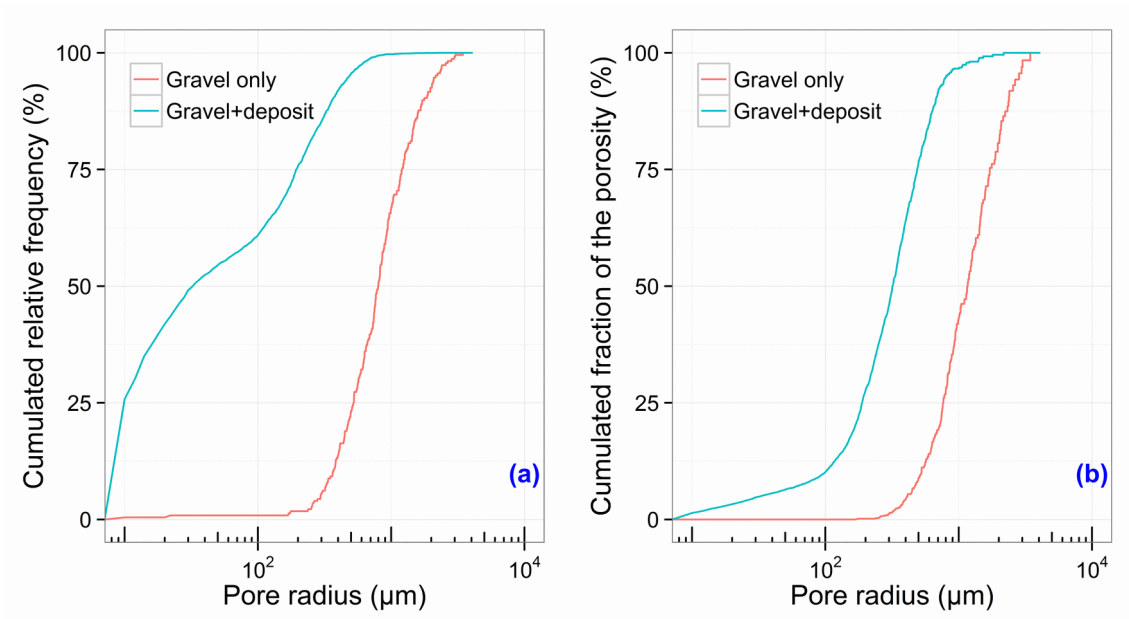 Cumulated relative frequency (%)
100
75
50
25
0
Gravel only
Gravel+deposit
(a)
10²
10⁴
Pore radius (µm)
Cumulated fraction of the porosity (%)
100
75
50
25
0
Gravel only
Gravel+deposit
(b)
10²
10⁴
Pore radius (µm)